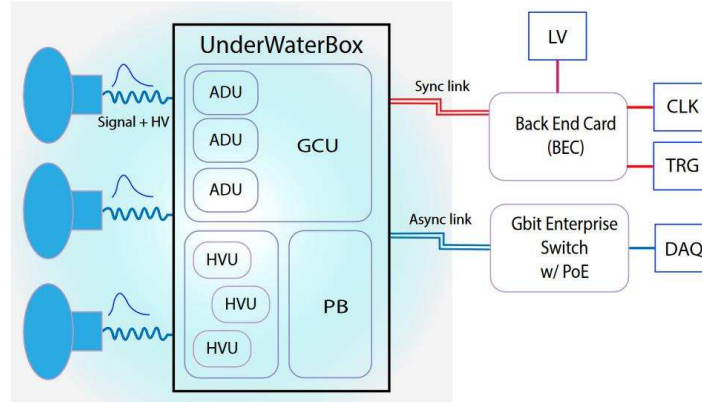 UnderWaterBox
ADU
ADU
ADU
GCU
Signal + HV
HVU
HVU
HVU
PB
Sync link
Async link
LV
Back End Card
(BEC)
CLK
TRG
Gbit Enterprise
Switch
w/ PoE
DAQ